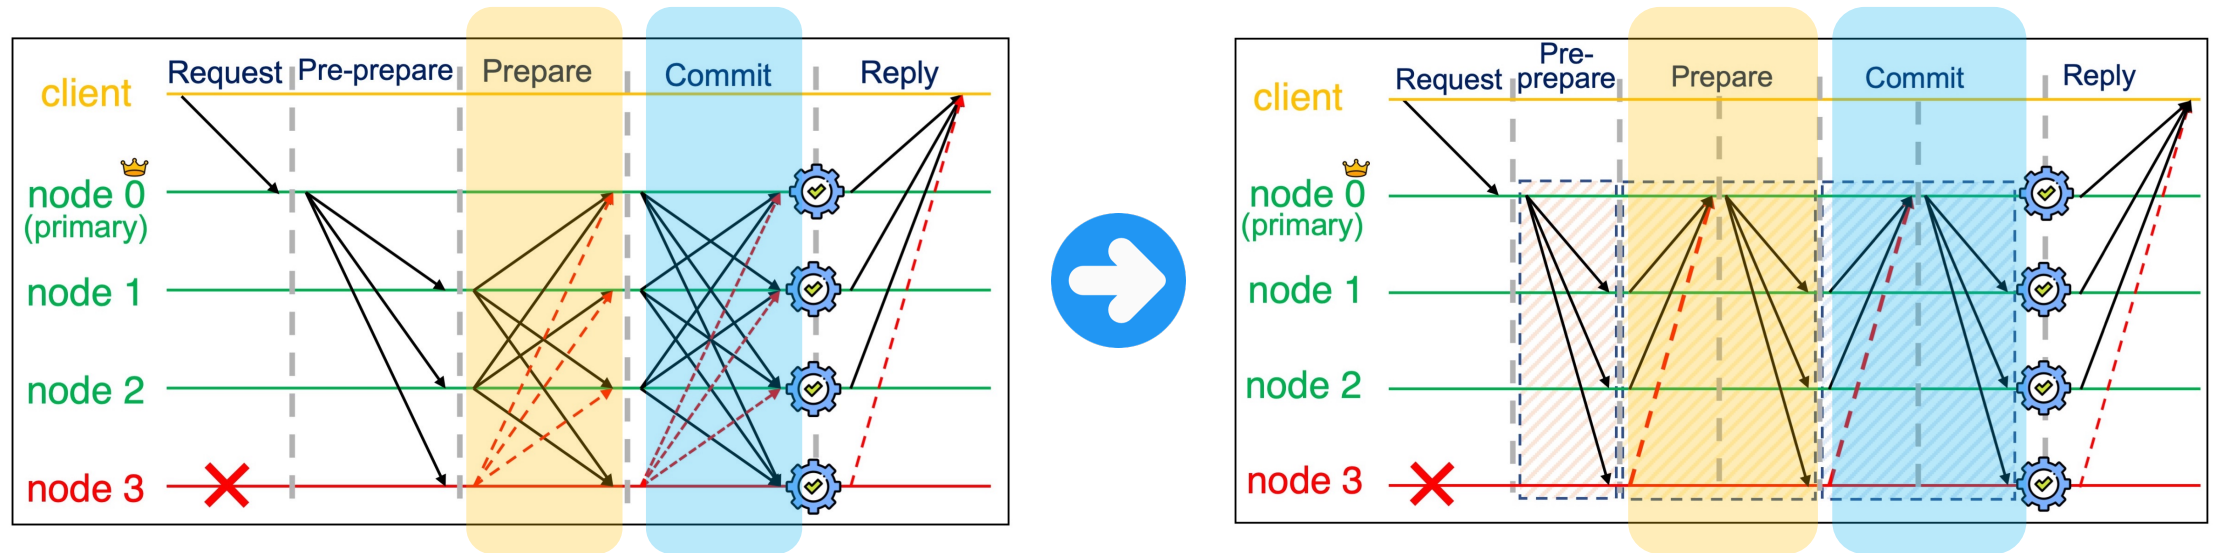 Request
Pre-prepare
Prepare
Commit
Reply
client
node 0
(primary)
node 1
node 2
node 3
Request
Pre-
prepare
Prepare
Commit
Reply
client
node 0
(primary)
node 1
node 2
node 3